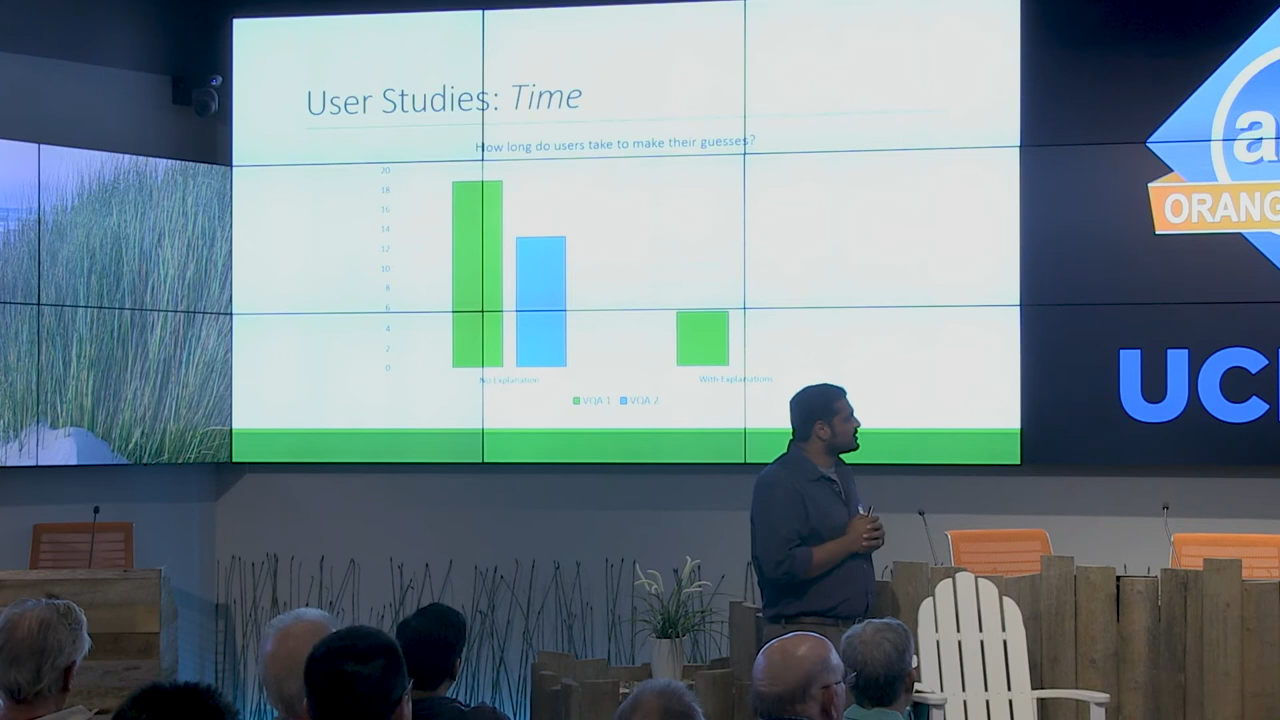 User Studies: Time
How long do users take to make their guesses?
20
18
16
14
12
10
8
6
4
2
0
No Explanation
With Explanations
VQA 1
VQA 2
a
ORANG
UC